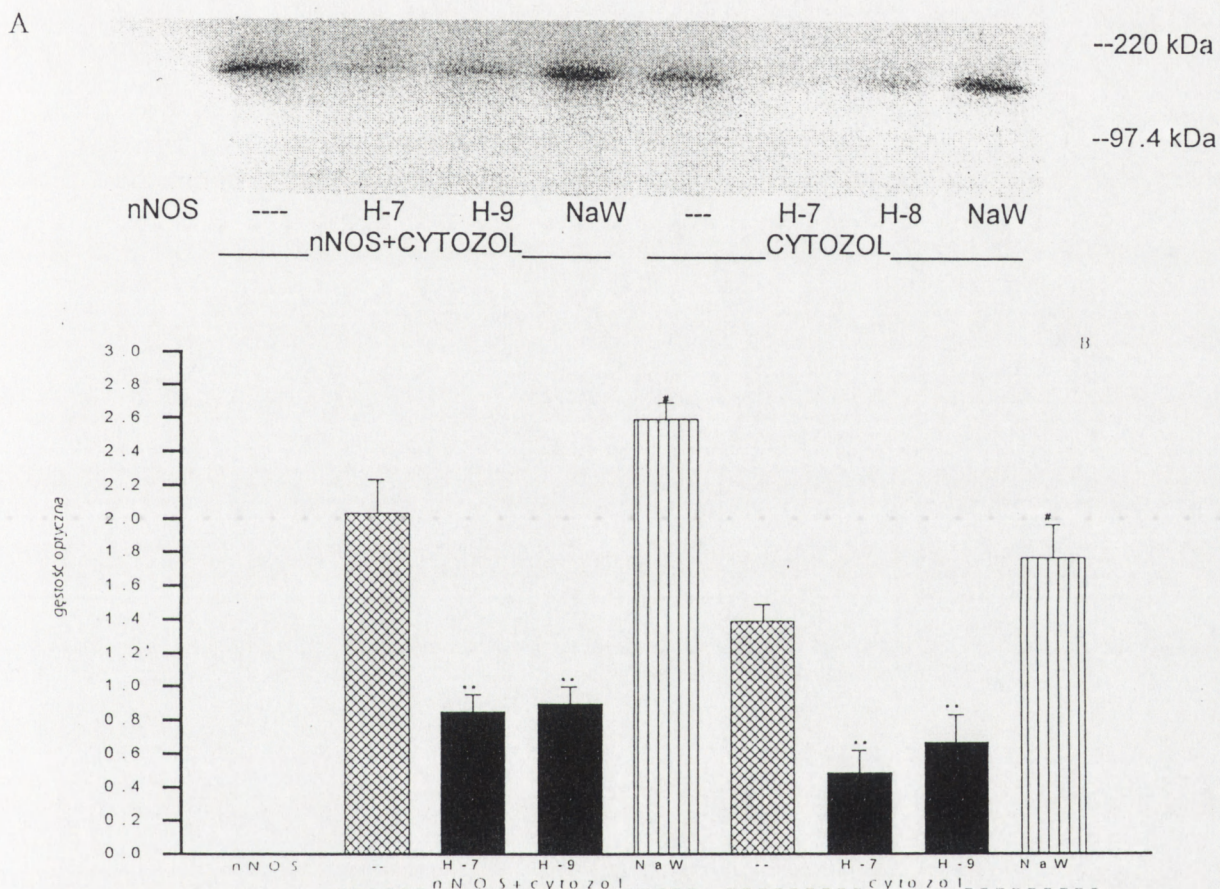 A
--220 kDa
--97.4 kDa
nNOS ---- H-7 H-9 NaW --- H-7 H-8 NaW
nNOS+CYTOZOL CYTOZOL
B
3.0
2.8
2.6
2.4
2.2
2.0
1.8
1.6
1.4
1.2
1.0
0.8
0.6
0.4
0.2
0.0
gęstość optyczna
#
#
** **
** **
nNOS -- H-7 H-9 NaW -- H-7 H-9 NaW
nNOS+cytozol cytozol